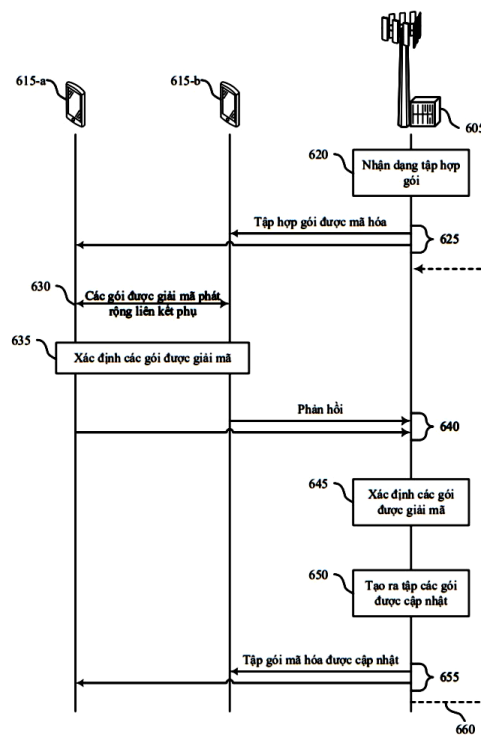 615-a
615-b
605
620
Nhận dạng tập hợp
gói
Tập hợp gói được mã hóa
625
630
Các gói được giải mã phát
rộng liên kết phụ
635
Xác định các gói được giải mã
Phản hồi
640
645
Xác định các gói
được giải mã
650
Tạo ra tập các gói
được cập nhật
Tập gói mã hóa được cập nhật
655
660